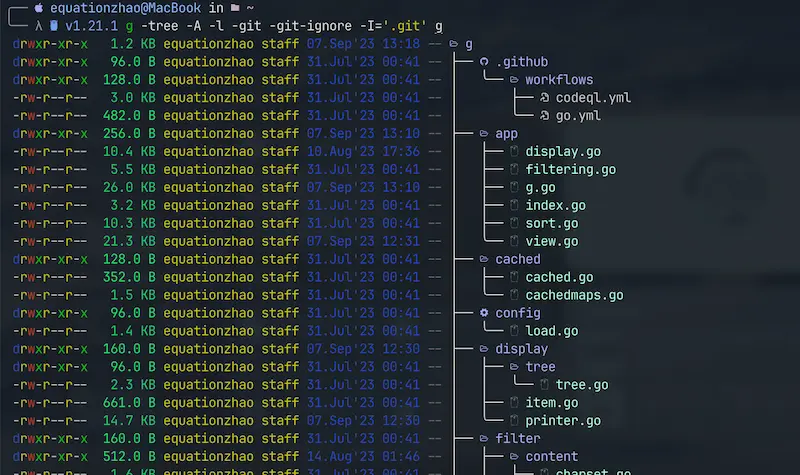 equationzhao@MacBook in ~
λ v1.21.1 g -tree -A -l -git -git-ignore -I='.git' g
drwxr-xr-x 1.2 KB equationzhao staff 07.Sep'23 13:18 -- g
drwxr-xr-x 96.0 B equationzhao staff 31.Jul'23 00:41 -- .github
drwxr-xr-x 128.0 B equationzhao staff 31.Jul'23 00:41 -- workflows
-rw-r--r-- 3.0 KB equationzhao staff 31.Jul'23 00:41 -- codeql.yml
-rw-r--r-- 482.0 B equationzhao staff 31.Jul'23 00:41 -- go.yml
drwxr-xr-x 256.0 B equationzhao staff 07.Sep'23 13:10 -- app
-rw-r--r-- 10.4 KB equationzhao staff 10.Aug'23 17:36 -- display.go
-rw-r--r-- 5.5 KB equationzhao staff 31.Jul'23 00:41 -- filtering.go
-rw-r--r-- 26.0 KB equationzhao staff 07.Sep'23 13:10 -- g.go
-rw-r--r-- 3.2 KB equationzhao staff 31.Jul'23 00:41 -- index.go
-rw-r--r-- 10.3 KB equationzhao staff 31.Jul'23 00:41 -- sort.go
-rw-r--r-- 21.3 KB equationzhao staff 07.Sep'23 12:31 -- view.go
drwxr-xr-x 128.0 B equationzhao staff 31.Jul'23 00:41 -- cached
-rw-r--r-- 352.0 B equationzhao staff 31.Jul'23 00:41 -- cached.go
-rw-r--r-- 1.5 KB equationzhao staff 31.Jul'23 00:41 -- cachedmaps.go
drwxr-xr-x 96.0 B equationzhao staff 31.Jul'23 00:41 -- config
-rw-r--r-- 1.4 KB equationzhao staff 31.Jul'23 00:41 -- load.go
drwxr-xr-x 160.0 B equationzhao staff 07.Sep'23 12:30 -- display
drwxr-xr-x 96.0 B equationzhao staff 31.Jul'23 00:41 -- tree
-rw-r--r-- 2.3 KB equationzhao staff 31.Jul'23 00:41 -- tree.go
-rw-r--r-- 661.0 B equationzhao staff 31.Jul'23 00:41 -- item.go
-rw-r--r-- 14.7 KB equationzhao staff 07.Sep'23 12:30 -- printer.go
drwxr-xr-x 160.0 B equationzhao staff 31.Jul'23 00:41 -- filter
drwxr-xr-x 512.0 B equationzhao staff 14.Aug'23 01:46 -- content
-rw-r--r-- 1.6 KB equationzhao staff 31.Jul'23 00:41 -- charset.go